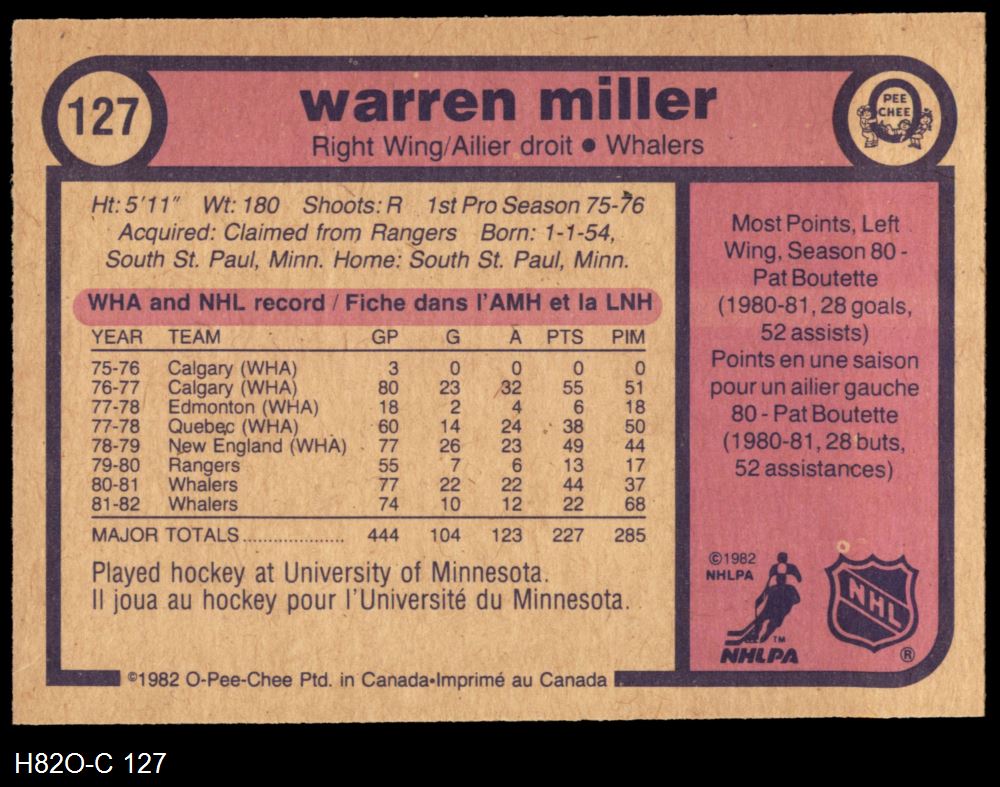 127
warren miller
Right Wing/Ailier droit • Whalers
O
PEE
CHEE
Ht: 5'11" Wt: 180 Shoots: R 1st Pro Season 75-76
Acquired: Claimed from Rangers Born: 1-1-54,
South St. Paul, Minn. Home: South St. Paul, Minn.
WHA and NHL record / Fiche dans l'AMH et la LNH
YEAR TEAM GP G A PTS PIM
75-76 Calgary (WHA) 3 0 0 0 0
76-77 Calgary (WHA) 80 23 32 55 51
77-78 Edmonton (WHA) 18 2 4 6 18
77-78 Quebec (WHA) 60 14 24 38 50
78-79 New England (WHA) 77 26 23 49 44
79-80 Rangers 55 7 6 13 17
80-81 Whalers 77 22 22 44 37
81-82 Whalers 74 10 12 22 68
MAJOR TOTALS.................... 444 104 123 227 285
Played hockey at University of Minnesota.
Il joua au hockey pour l'Université du Minnesota.
Most Points, Left
Wing, Season 80 -
Pat Boutette
(1980-81, 28 goals,
52 assists)
Points en une saison
pour un ailier gauche
80 - Pat Boutette
(1980-81, 28 buts,
52 assistances)
©1982
NHLPA
TM
NHLPA
NHL
®
©1982 O-Pee-Chee Ptd. in Canada•Imprimé au Canada
H82O-C 127